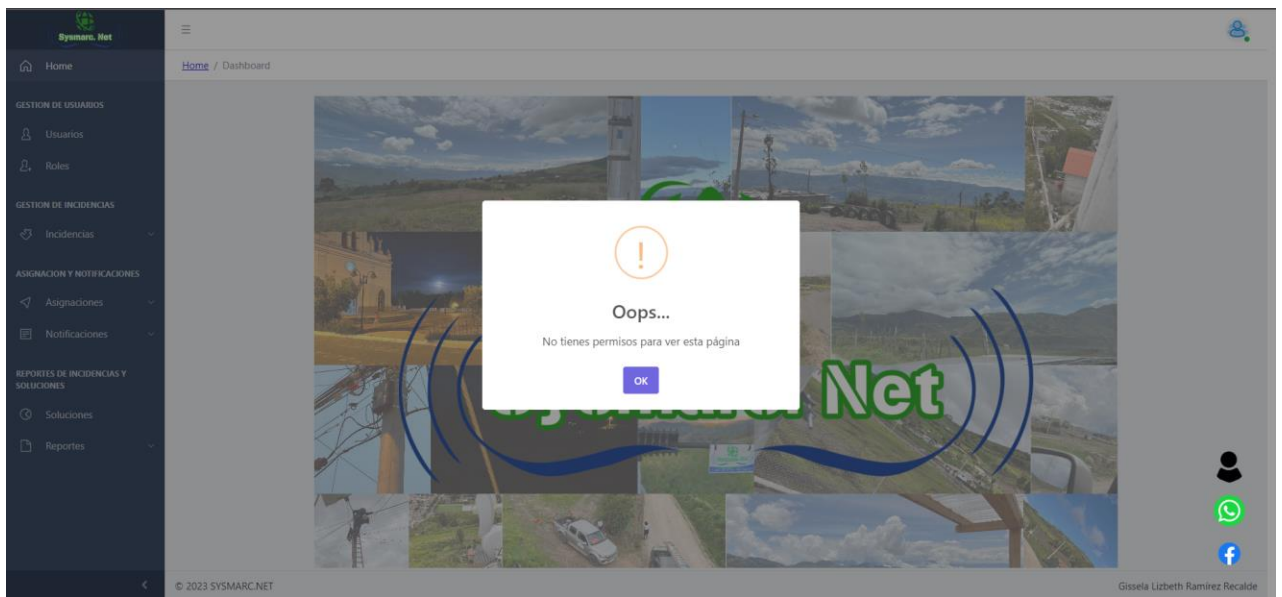 Sysmarc. Net
Home
Home / Dashboard
GESTION DE USUARIOS
Usuarios
Roles
GESTION DE INCIDENCIAS
Incidencias
ASIGNACION Y NOTIFICACIONES
Asignaciones
Notificaciones
REPORTES DE INCIDENCIAS Y
SOLUCIONES
Soluciones
Reportes
!
Oops...
No tienes permisos para ver esta página
OK
Net
© 2023 SYSMARC.NET
Gissela Lizbeth Ramírez Recalde